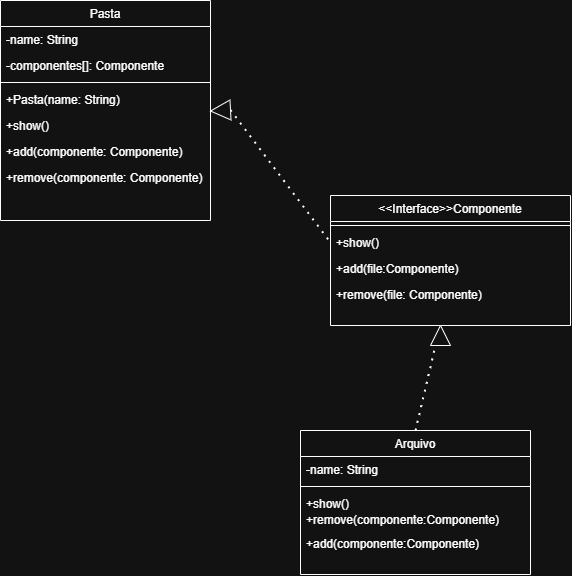 Pasta
-name: String
-componentes[]: Componente
+Pasta(name: String)
+show()
+add(componente: Componente)
+remove(componente: Componente)
<<Interface>>Componente
+show()
+add(file:Componente)
+remove(file: Componente)
Arquivo
-name: String
+show()
+remove(componente:Componente)
+add(componente:Componente)